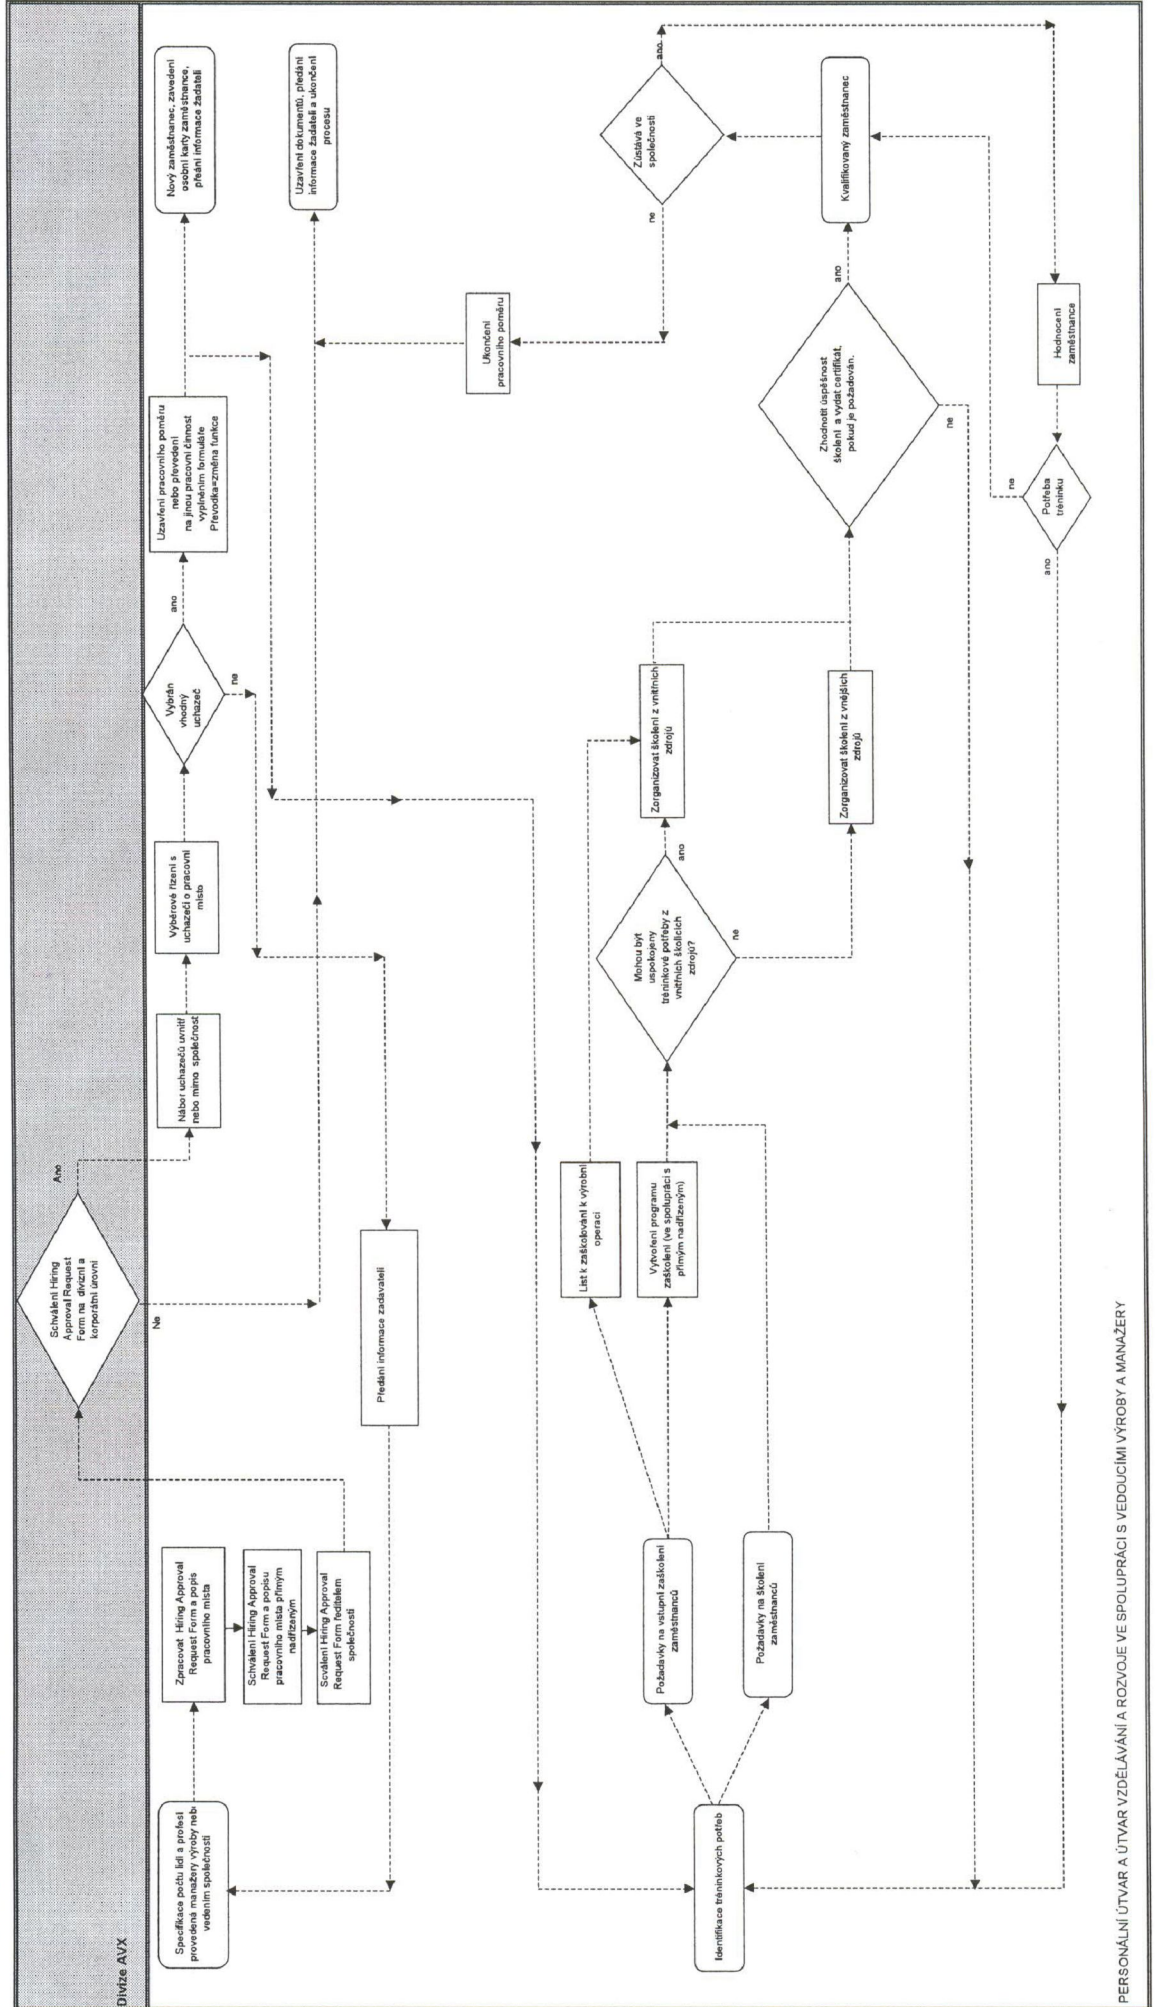 Divize AVX
Schválení Hiring
Approval Request
Form na divizní a
korporátní úrovni
Ano
Ne
Specifikace počtu lidí a profesí
provedená manažery výroby nebo
vedením společnosti
Zpracovat Hiring Approval
Request Form a popis
pracovního místa
Schválení Hiring Approval
Request Form a popisu
pracovního místa přímým
nadřízeným
Scválení Hiring Approval
Request Form ředitelem
společnosti
Nábor uchazečů uvnitř
nebo mimo společnost
Výběrové řízení s
uchazeči o pracovní
místo
Vybrán
vhodný
uchazeč
ano
ne
Uzavření pracovního poměru
nebo převedení
na jinou pracovní činnost
vyplněním formuláře
Převodka=změna funkce
Nový zaměstnanec, zavedení
osobní karty zaměstnance,
přeání informace žadateli
Uzavření dokumentů, předání
informace žadateli a ukončení
procesu
Předání informace zadavateli
Ukončení
pracovního poměru
Identifikace tréninkových potřeb
Požadavky na vstupní zaškolení
zaměstnanců
Požadavky na školení
zaměstnanců
List k zaškolování k výrobní
operaci
Vytvoření programu
zaškolení (ve spolupráci s
přímým nadřízeným)
Mohou být
uspokojeny
tréninkové potřeby z
vnitřních školicích
zdrojů?
ano
ne
Zorganizovat školení z vnitřních
zdrojů
Zorganizovat školení z vnějších
zdrojů
Zhodnotit úspěšnost
školení a vydat certifikát,
pokud je požadován.
ano
ne
Kvalifikovaný zaměstnanec
Zůstává ve
společnosti
ano
ne
Hodnocení
zaměstnance
Potřeba
tréninku
ne
ano
PERSONÁLNÍ ÚTVAR A ÚTVAR VZDĚLÁVÁNÍ A ROZVOJE VE SPOLUPRÁCI S VEDOUCÍMI VÝROBY A MANAŽERY